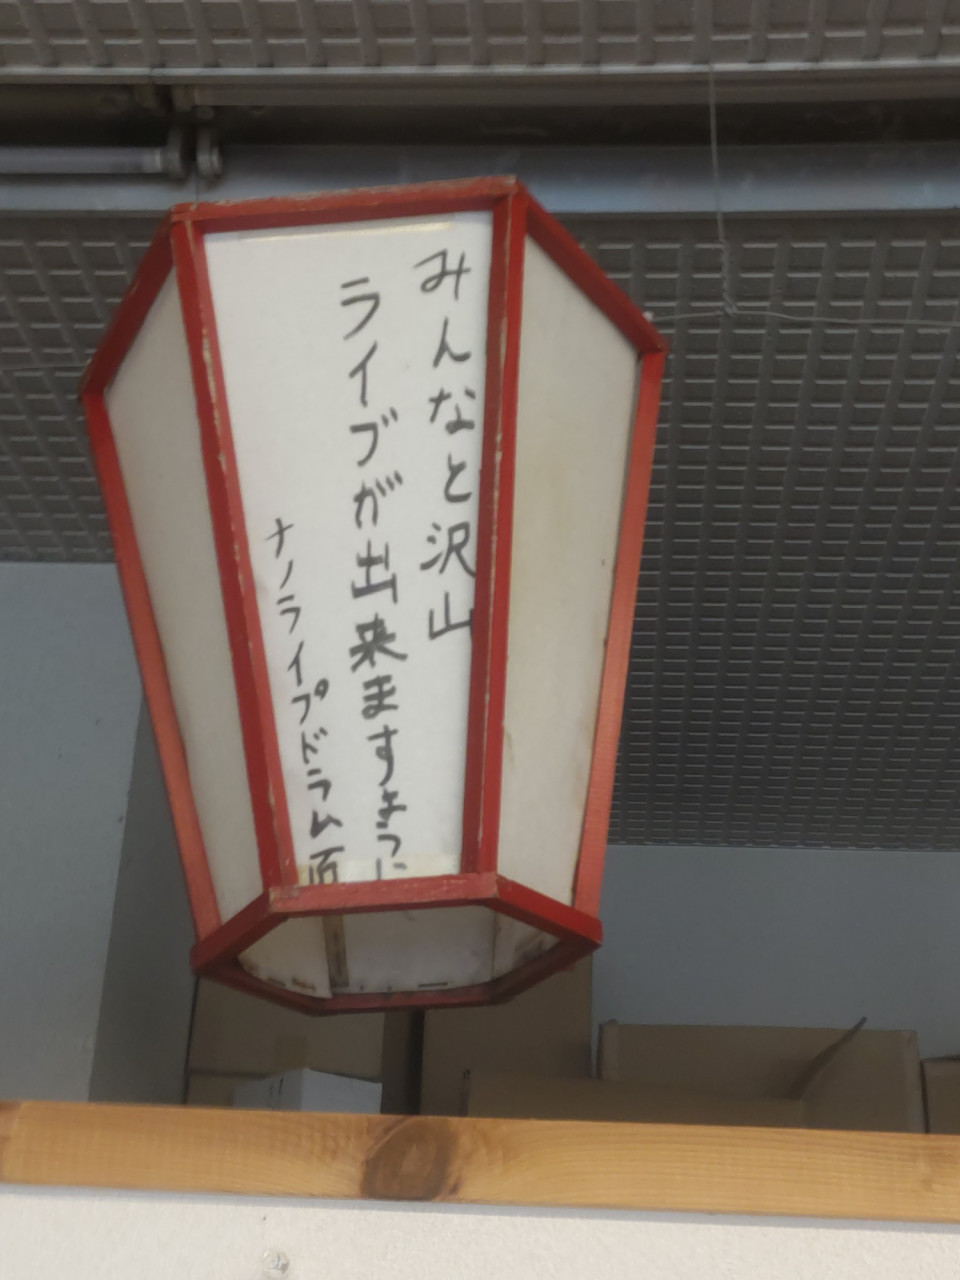 みんなと沢山
ライブが出来ますように
ナノライプドラム